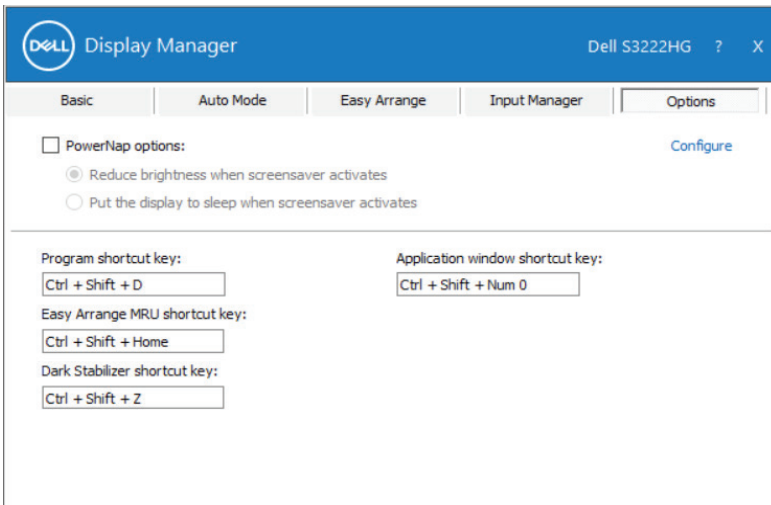 DELL Display Manager Dell S3222HG ? X
Basic Auto Mode Easy Arrange Input Manager Options
PowerNap options: Configure
Reduce brightness when screensaver activates
Put the display to sleep when screensaver activates
Program shortcut key: Application window shortcut key:
Ctrl + Shift + D Ctrl + Shift + Num 0
Easy Arrange MRU shortcut key:
Ctrl + Shift + Home
Dark Stabilizer shortcut key:
Ctrl + Shift + Z